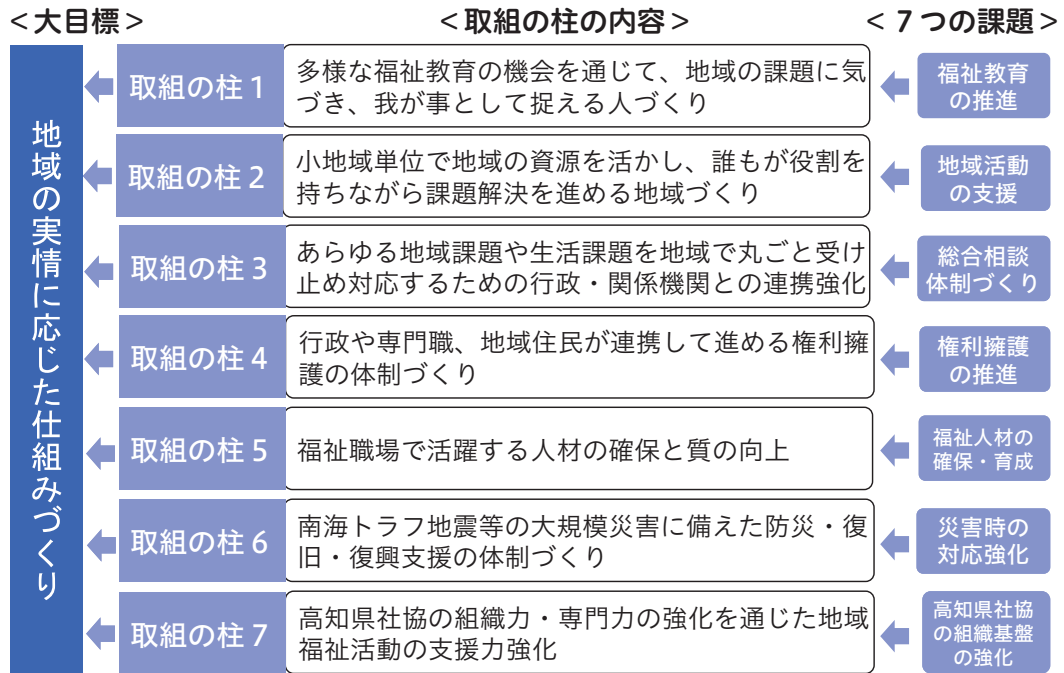 ＜大目標＞
＜取組の柱の内容＞
＜７つの課題＞
地域の実情に応じた仕組みづくり
取組の柱１
多様な福祉教育の機会を通じて、地域の課題に気
づき、我が事として捉える人づくり
福祉教育
の推進
取組の柱２
小地域単位で地域の資源を活かし、誰もが役割を
持ちながら課題解決を進める地域づくり
地域活動
の支援
取組の柱３
あらゆる地域課題や生活課題を地域で丸ごと受け
止め対応するための行政・関係機関との連携強化
総合相談
体制づくり
取組の柱４
行政や専門職、地域住民が連携して進める権利擁
護の体制づくり
権利擁護
の推進
取組の柱５
福祉職場で活躍する人材の確保と質の向上
福祉人材の
確保・育成
取組の柱６
南海トラフ地震等の大規模災害に備えた防災・復
旧・復興支援の体制づくり
災害時の
対応強化
取組の柱７
高知県社協の組織力・専門力の強化を通じた地域
福祉活動の支援力強化
高知県社協
の組織基盤
の強化